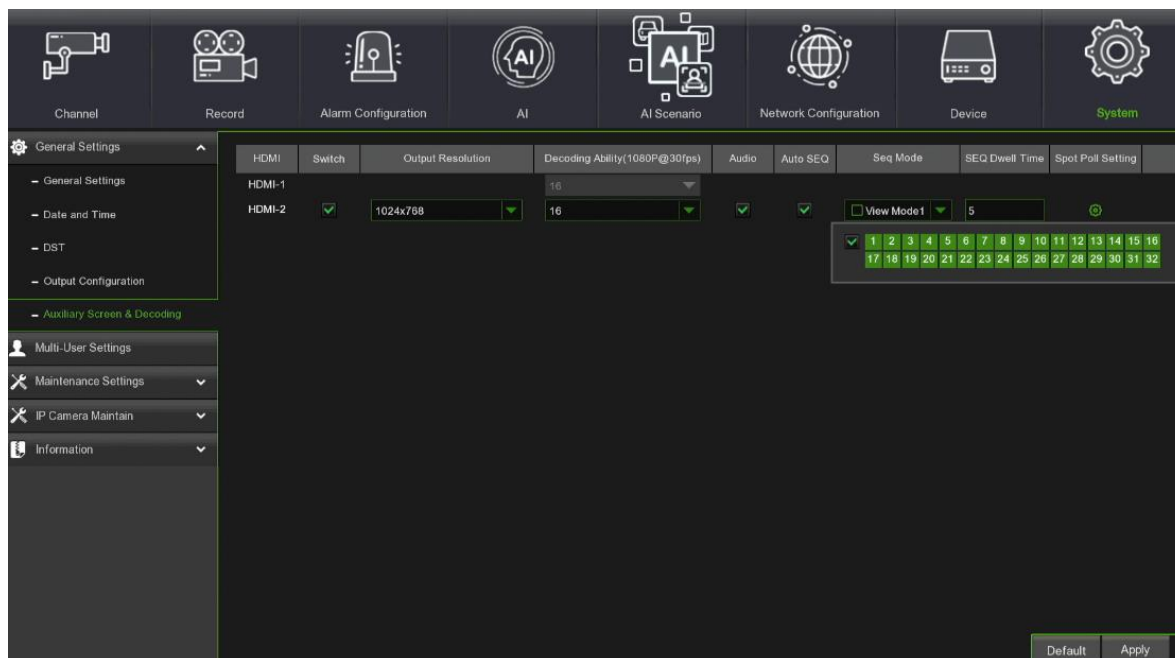 Channel Record Alarm Configuration AI AI Scenario Network Configuration Device System
General Settings
– General Settings
– Date and Time
– DST
– Output Configuration
– Auxiliary Screen & Decoding
Multi-User Settings
Maintenance Settings
IP Camera Maintain
Information
HDMI Switch Output Resolution Decoding Ability(1080P@30fps) Audio Auto SEQ Seq Mode SEQ Dwell Time Spot Poll Setting
HDMI-1 16
HDMI-2 1024x768 16 View Mode1 5
1 2 3 4 5 6 7 8 9 10 11 12 13 14 15 16
17 18 19 20 21 22 23 24 25 26 27 28 29 30 31 32
Default Apply